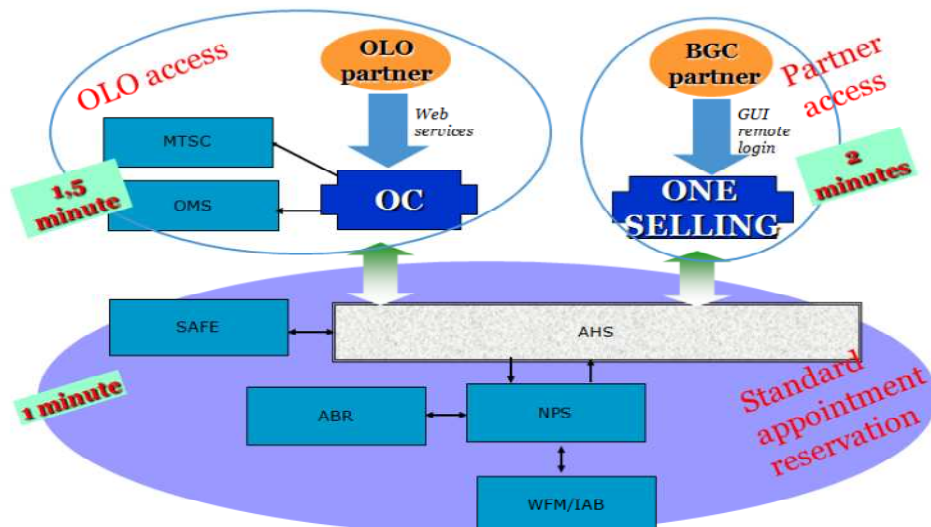 OLO access
OLO
partner
Web
services
MTSC
OMS
OC
1,5
minute
BGC
partner
Partner
access
GUI
remote
login
ONE
SELLING
2
minutes
SAFE
AHS
1 minute
ABR
NPS
WFM/IAB
Standard
appointment
reservation